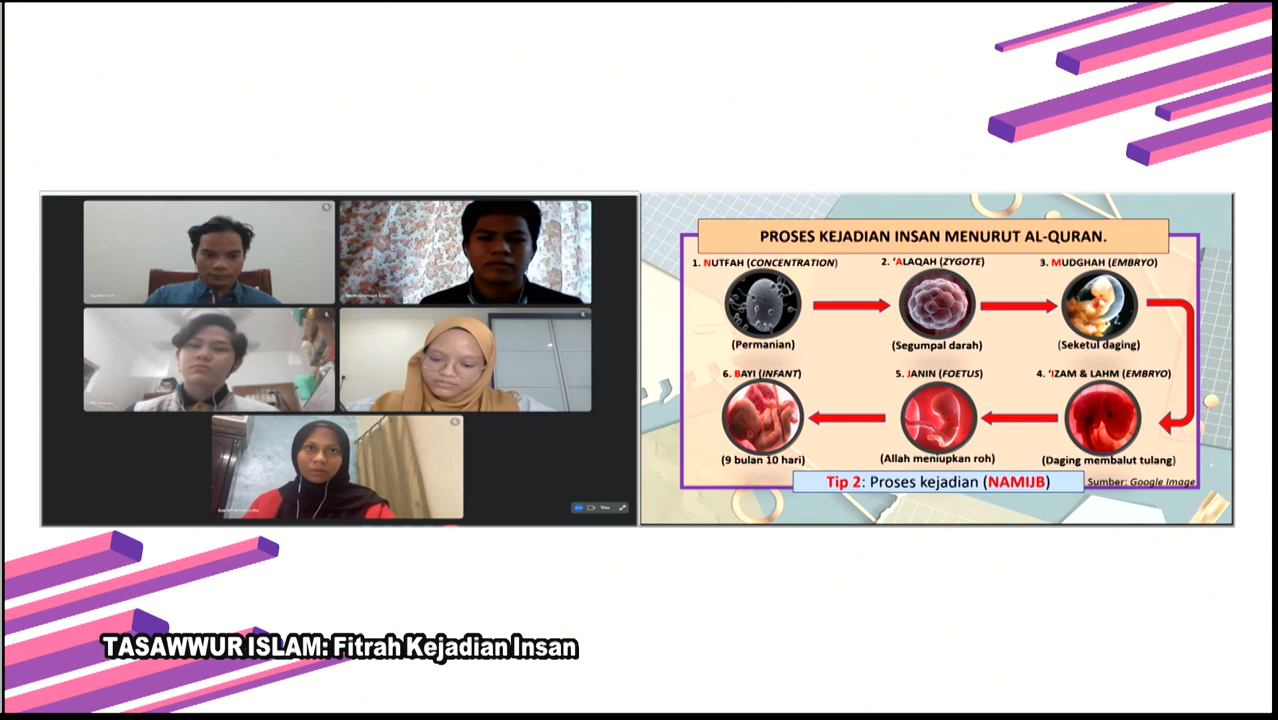 PROSES KEJADIAN INSAN MENURUT AL-QURAN.
1. NUTFAH (CONCENTRATION)
2. ‘ALAQAH (ZYGOTE)
3. MUDGHAH (EMBRYO)
(Permanian)
(Segumpal darah)
(Seketul daging)
6. BAYI (INFANT)
5. JANIN (FOETUS)
4. ‘IZAM & LAHM (EMBRYO)
(9 bulan 10 hari)
(Allah meniupkan roh)
(Daging membalut tulang)
Tip 2: Proses kejadian (NAMIJB)
Sumber: Google Image
View
TASAWWUR ISLAM: Fitrah Kejadian Insan